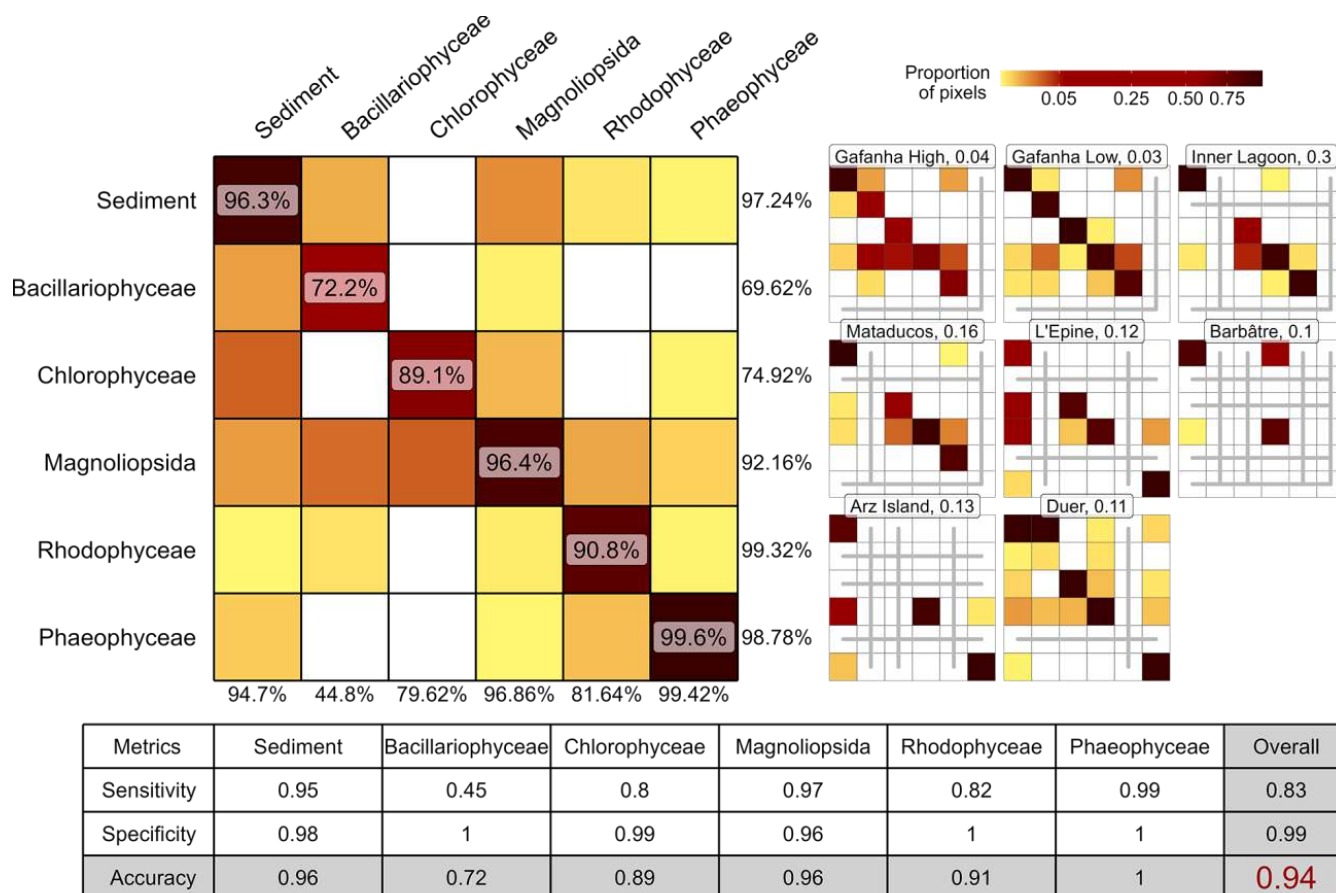 Sediment
Bacillariophyceae
Chlorophyceae
Magnoliopsida
Rhodophyceae
Phaeophyceae
Sediment
96.3%
97.24%
Bacillariophyceae
72.2%
69.62%
Chlorophyceae
89.1%
74.92%
Magnoliopsida
96.4%
92.16%
Rhodophyceae
90.8%
99.32%
Phaeophyceae
99.6%
98.78%
94.7% 44.8% 79.62% 96.86% 81.64% 99.42%
Proportion
of pixels
0.05 0.25 0.50 0.75
Gafanha High, 0.04
Gafanha Low, 0.03
Inner Lagoon, 0.3
Mataducos, 0.16
L'Epine, 0.12
Barbâtre, 0.1
Arz Island, 0.13
Duer, 0.11
Metrics Sediment Bacillariophyceae Chlorophyceae Magnoliopsida Rhodophyceae Phaeophyceae Overall
Sensitivity 0.95 0.45 0.8 0.97 0.82 0.99 0.83
Specificity 0.98 1 0.99 0.96 1 1 0.99
Accuracy 0.96 0.72 0.89 0.96 0.91 1 0.94